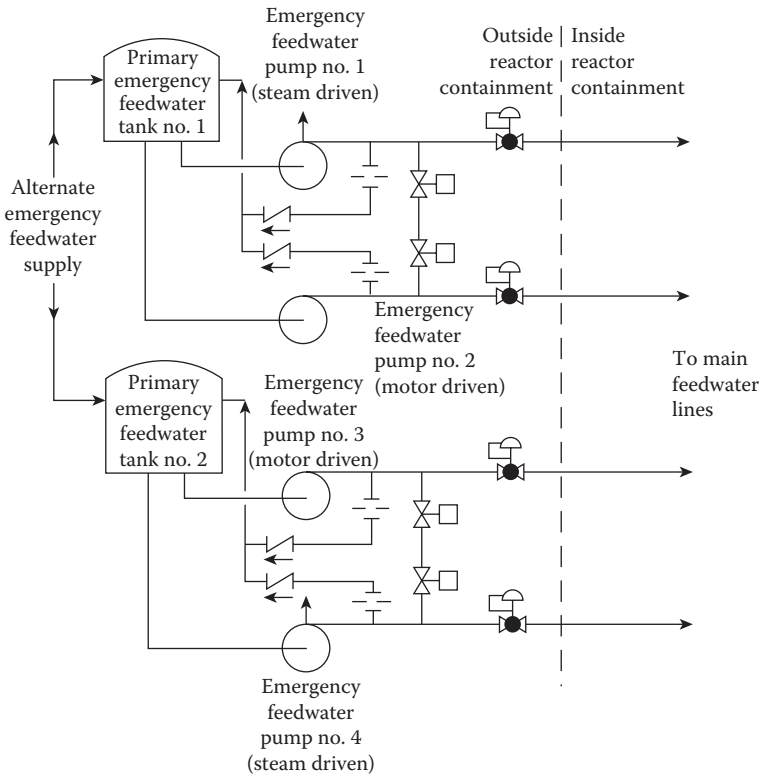 Emergency
feedwater
pump no. 1
(steam driven)
Outside
reactor
containment
Inside
reactor
containment
Primary
emergency
feedwater
tank no. 1
Alternate
emergency
feedwater
supply
Emergency
feedwater
pump no. 2
(motor driven)
To main
feedwater
lines
Primary
emergency
feedwater
tank no. 2
Emergency
feedwater
pump no. 3
(motor driven)
Emergency
feedwater
pump no. 4
(steam driven)